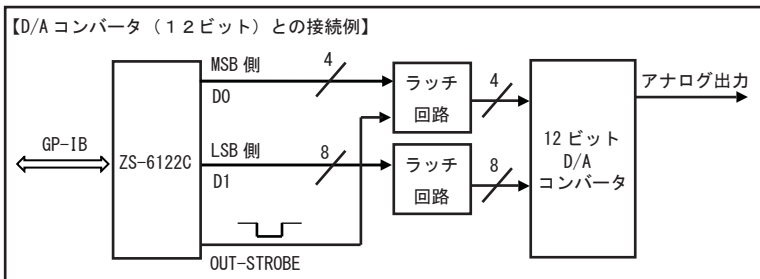 【D/Aコンバータ（１２ビット）との接続例】
MSB 側
4
D0
ラッチ
回路
4
アナログ出力
GP-IB
ZS-6122C
LSB 側
8
D1
ラッチ
回路
8
12 ビット
D/A
コンバータ
OUT-STROBE